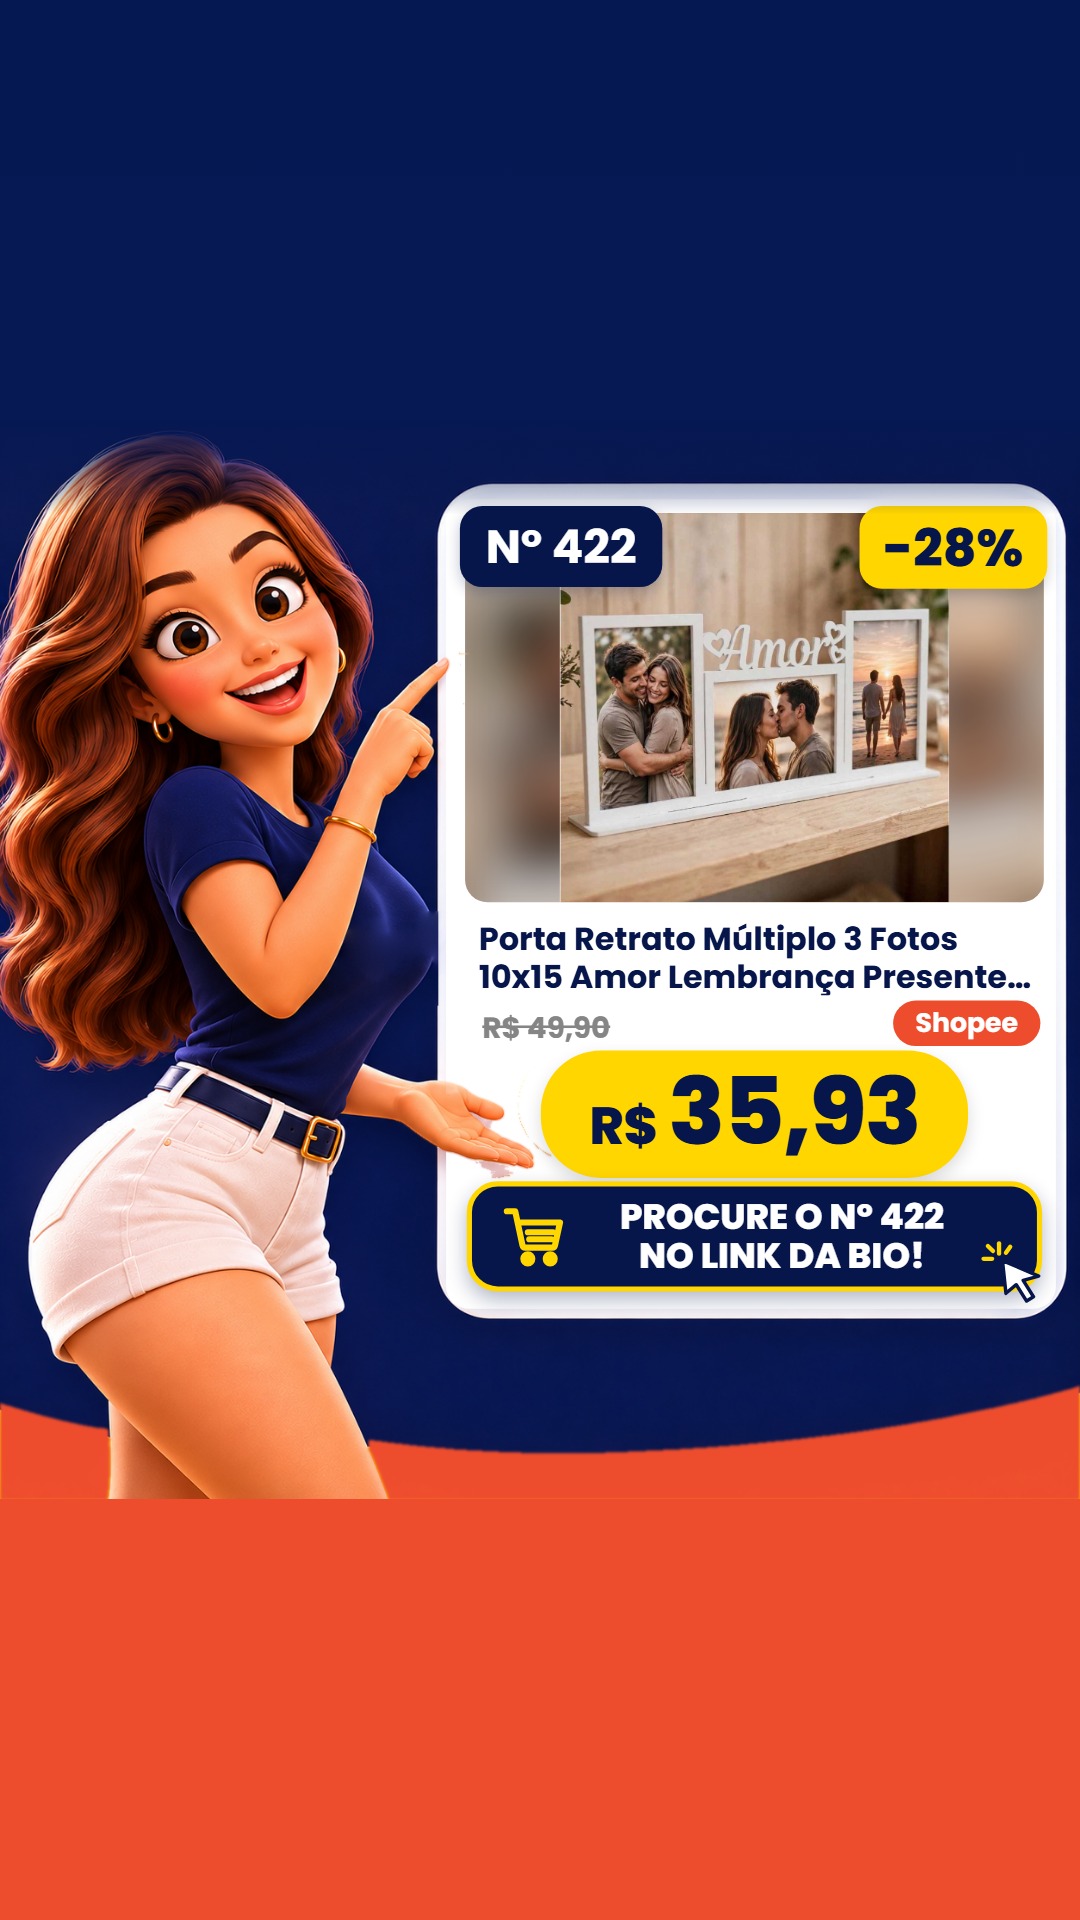 Nº 422
-28%
Amor
Porta Retrato Múltiplo 3 Fotos
10x15 Amor Lembrança Presente...
R$ 49,90
Shopee
R$ 35,93
PROCURE O Nº 422
NO LINK DA BIO!